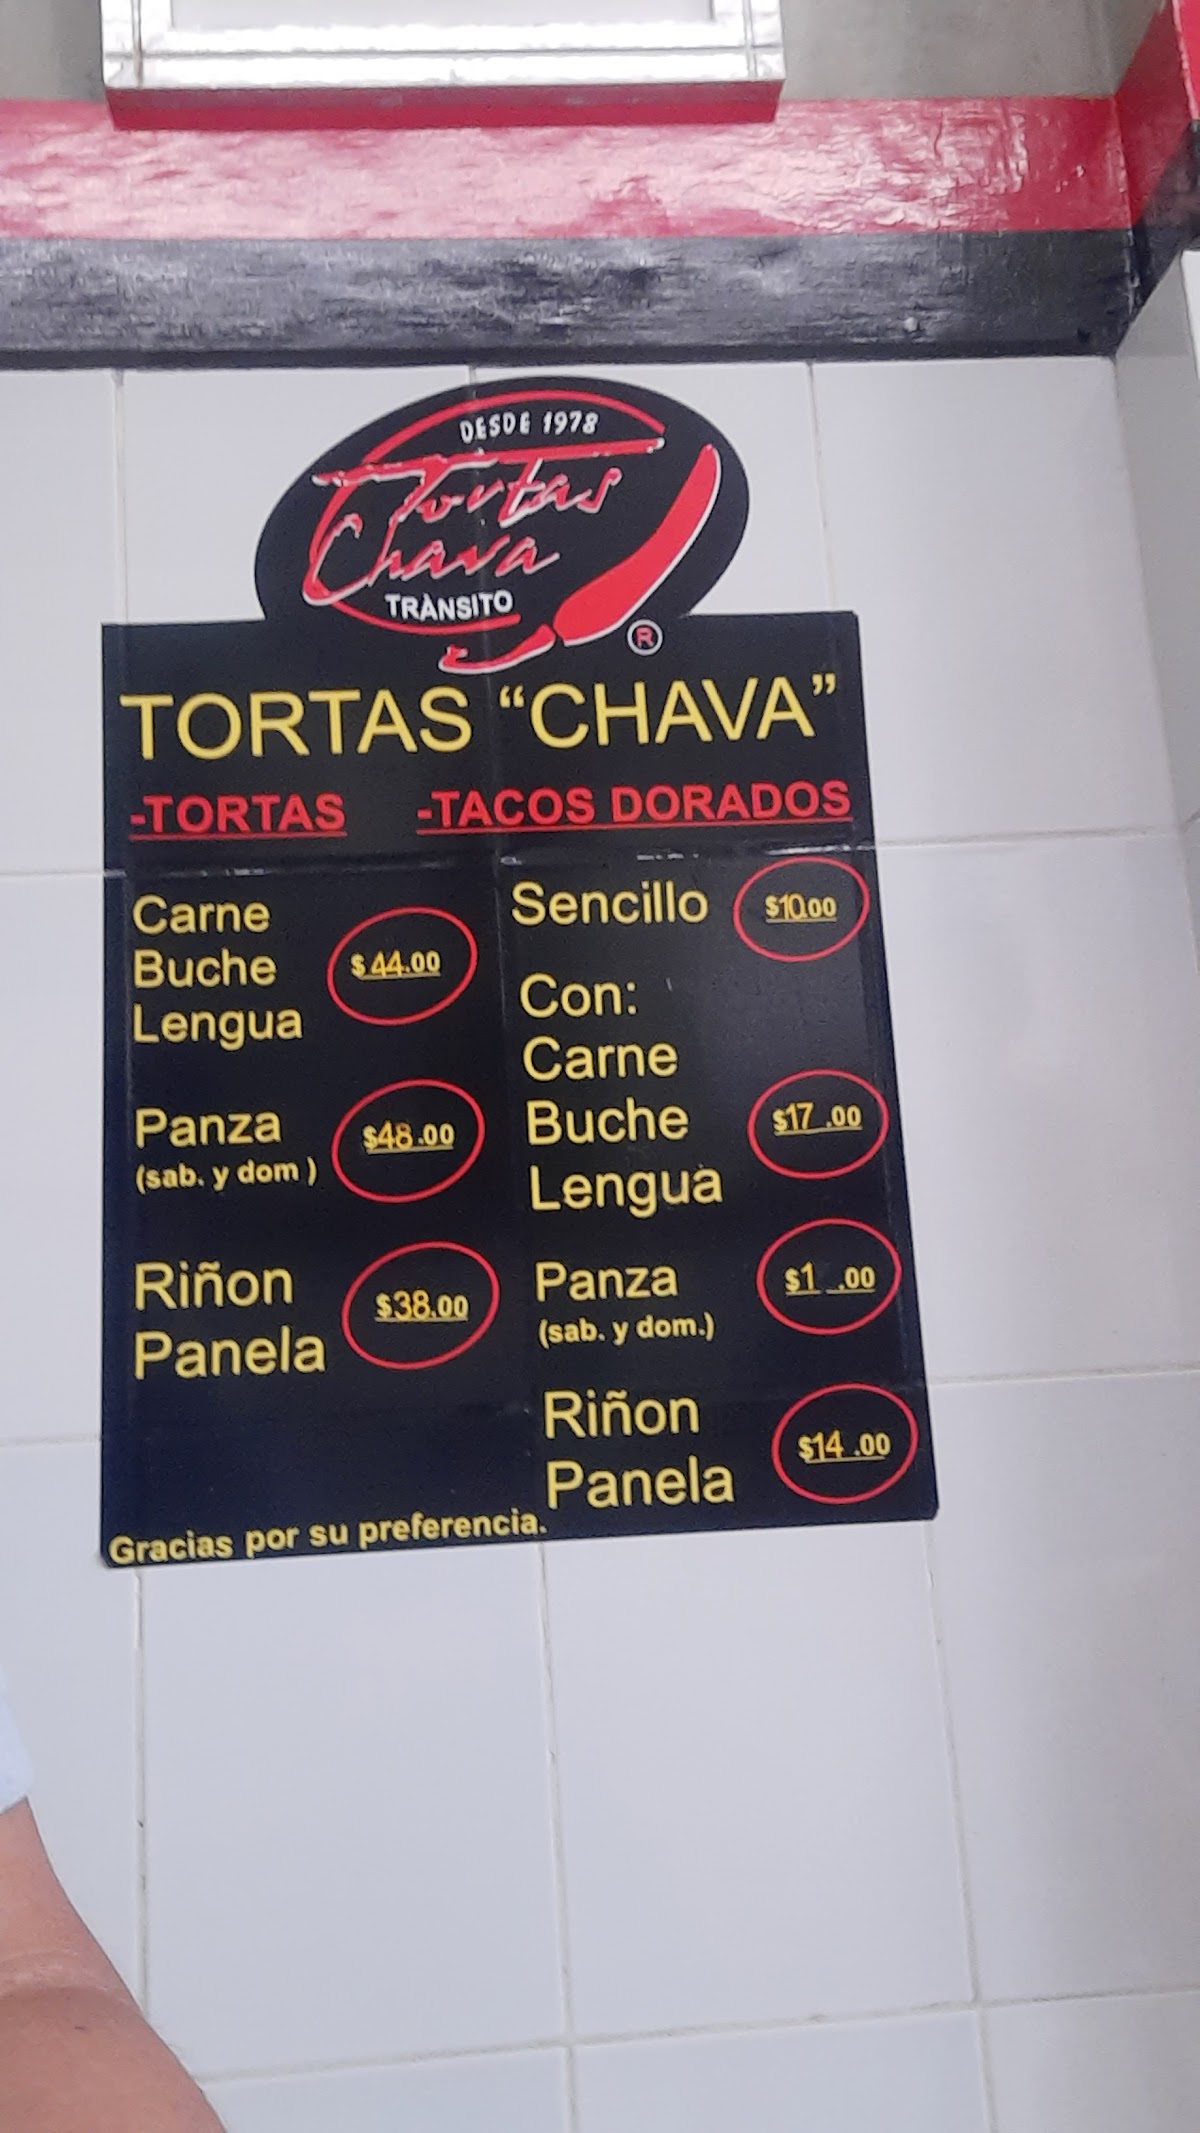 DESDE 1978
Tortas
Chava
TRÀNSITO
®
TORTAS “CHAVA”
-TORTAS
Carne
Buche $44.00
Lengua
Panza $48.00
(sab. y dom )
Riñon
Panela $38.00
-TACOS DORADOS
Sencillo $10.00
Con:
Carne
Buche $17 .00
Lengua
Panza $1 .00
(sab. y dom.)
Riñon
Panela $14 .00
Gracias por su preferencia.